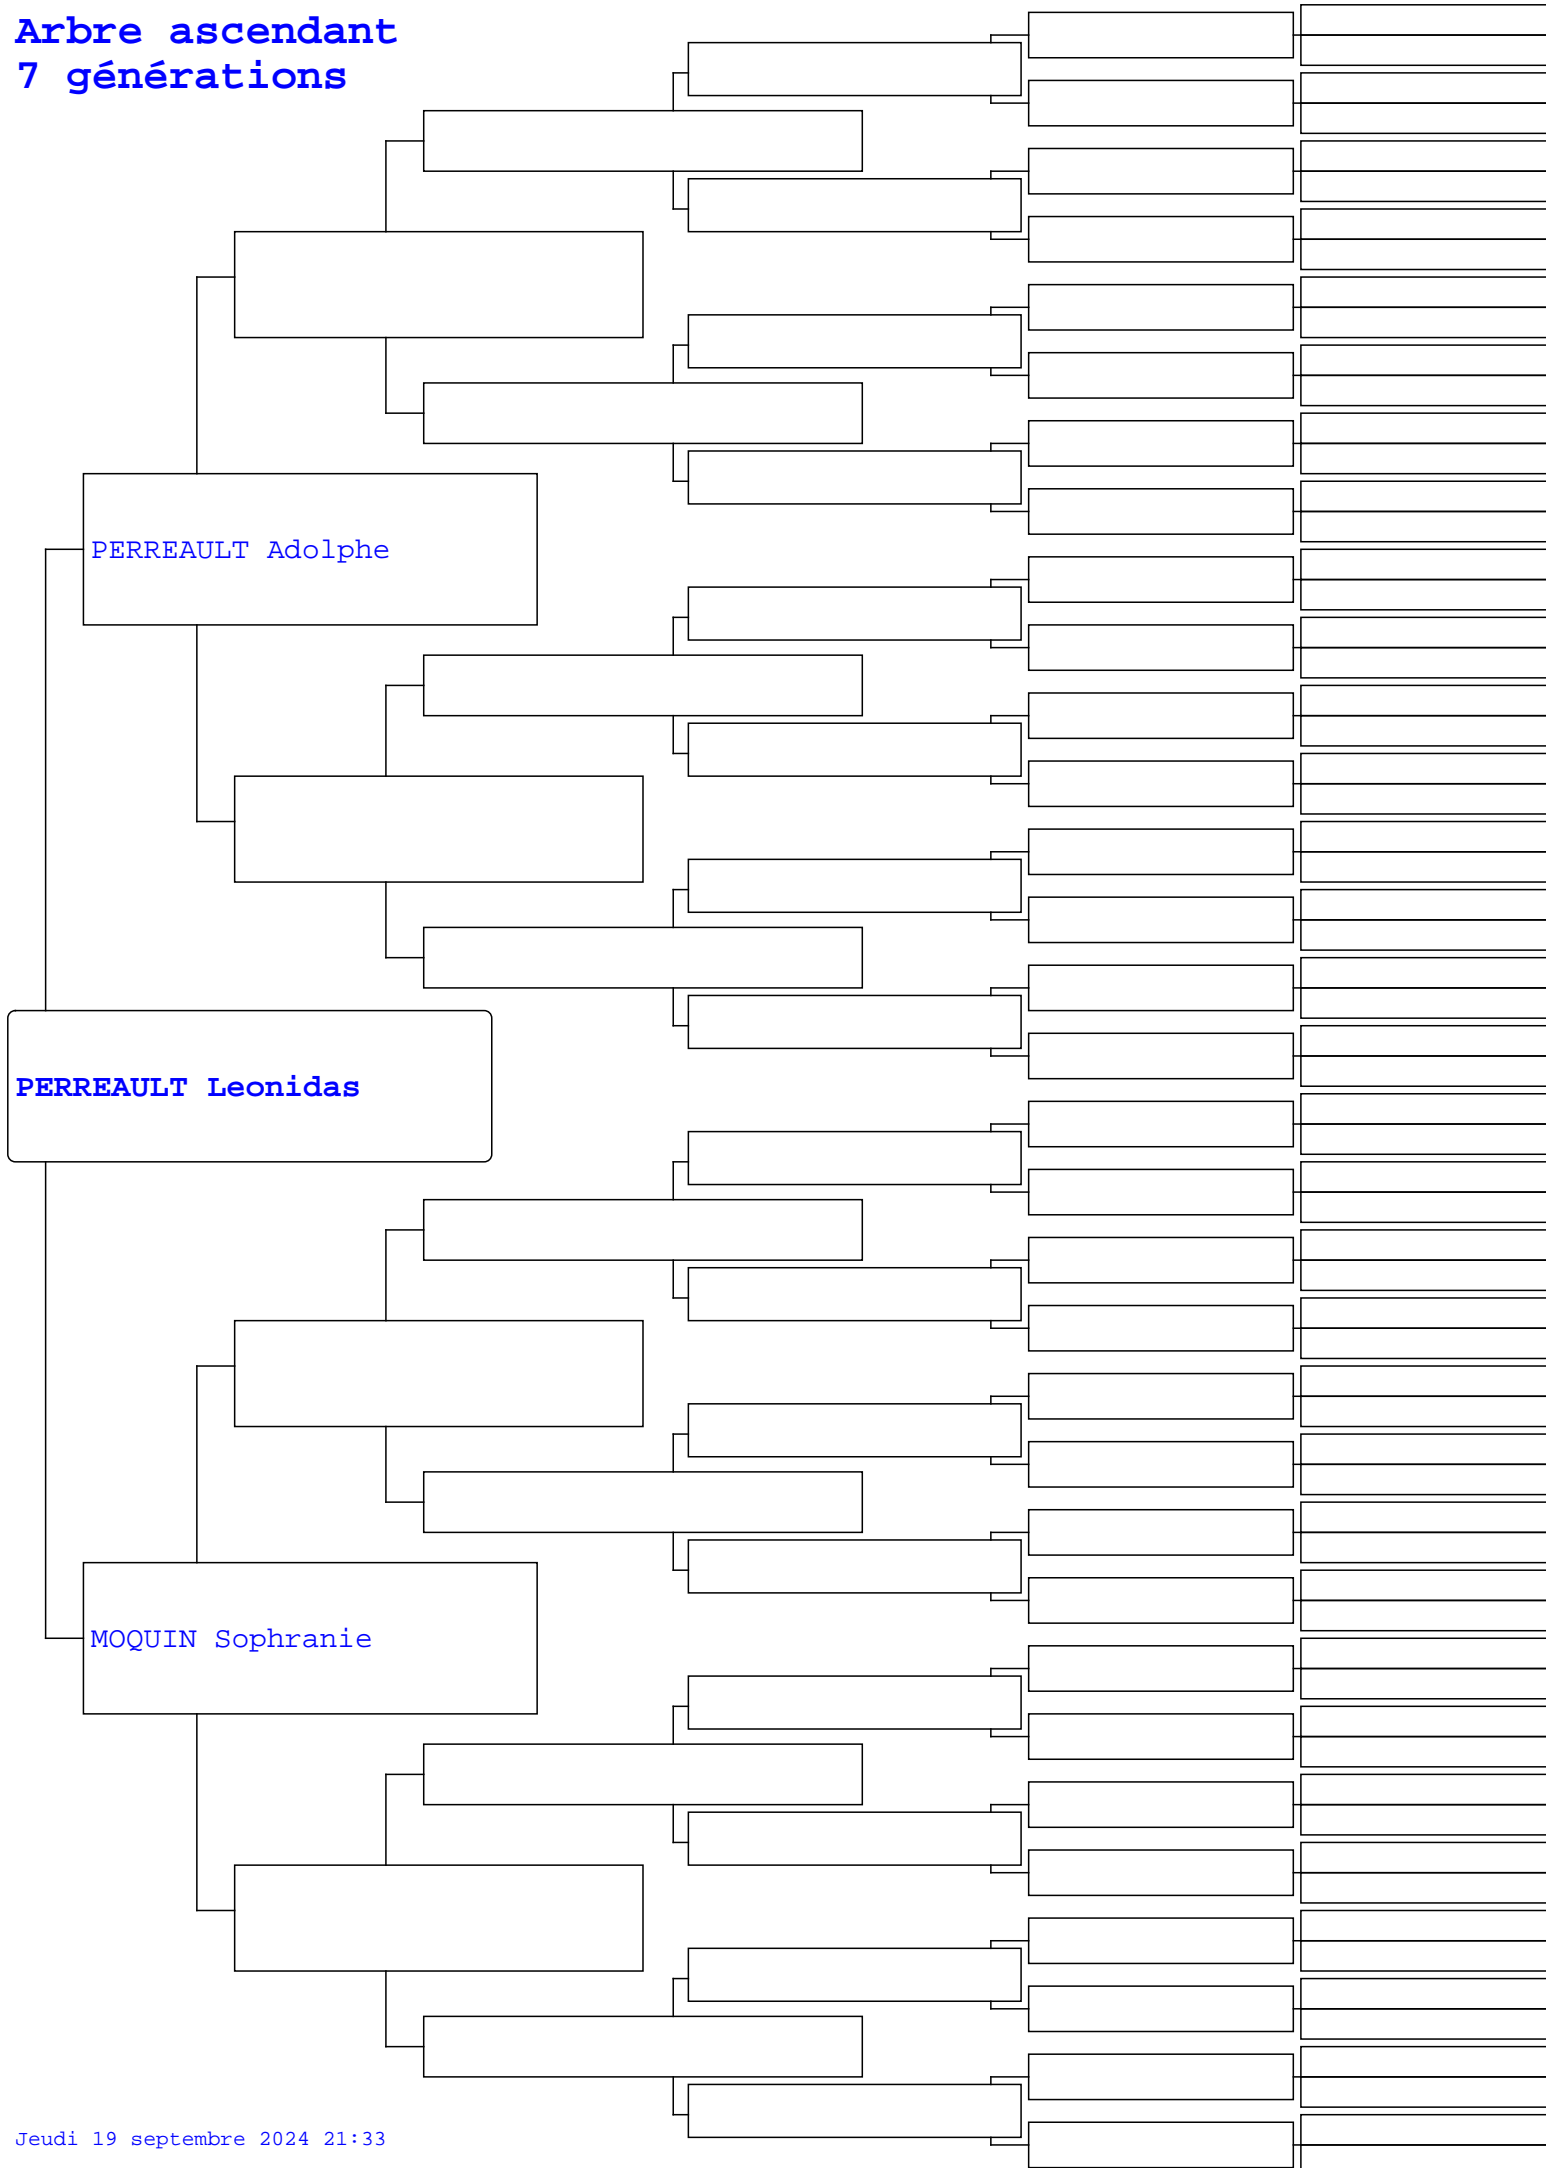 Arbre ascendant
7 générations
PERREAULT Adolphe
PERREAULT Leonidas
MOQUIN Sophranie
Jeudi 19 septembre 2024 21:33